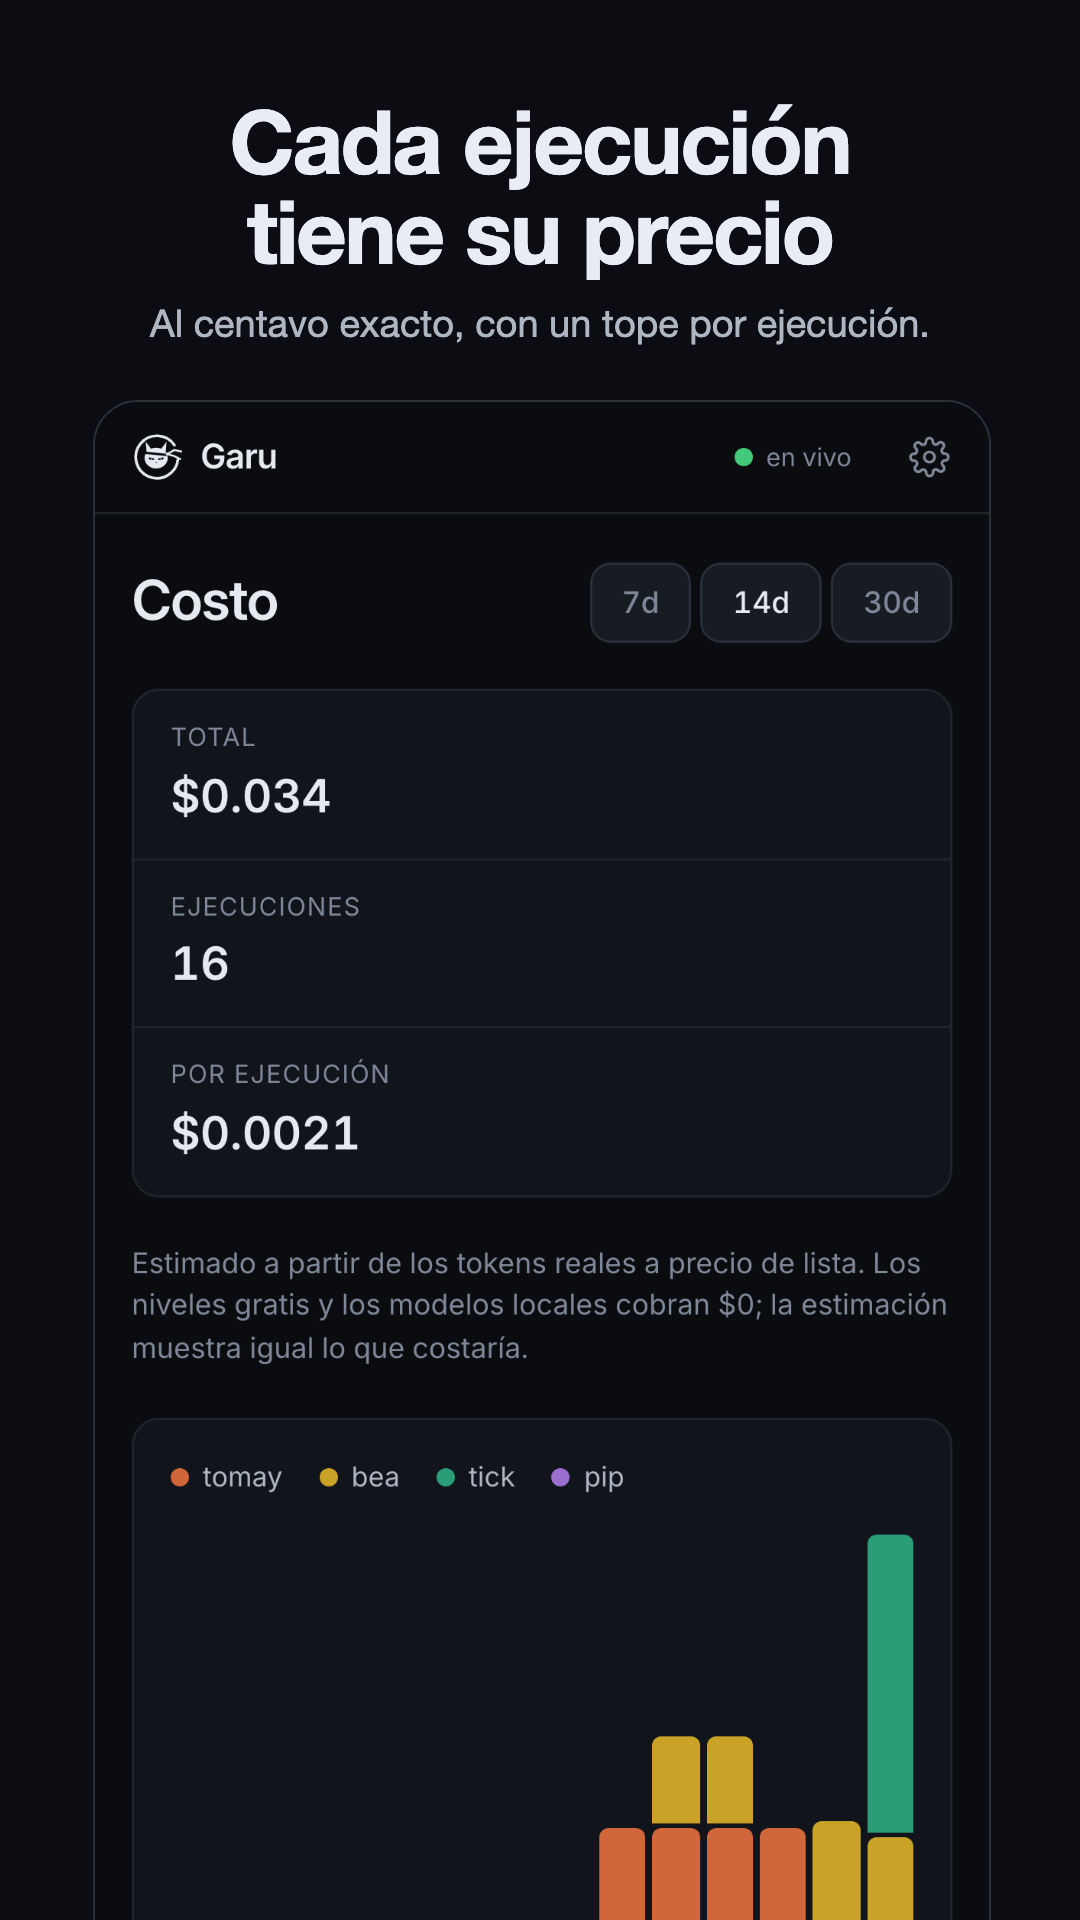 Cada ejecución
tiene su precio
Al centavo exacto, con un tope por ejecución.
Garu
en vivo
Costo
7d
14d
30d
TOTAL
$0.034
EJECUCIONES
16
POR EJECUCIÓN
$0.0021
Estimado a partir de los tokens reales a precio de lista. Los
niveles gratis y los modelos locales cobran $0; la estimación
muestra igual lo que costaría.
tomay
bea
tick
pip